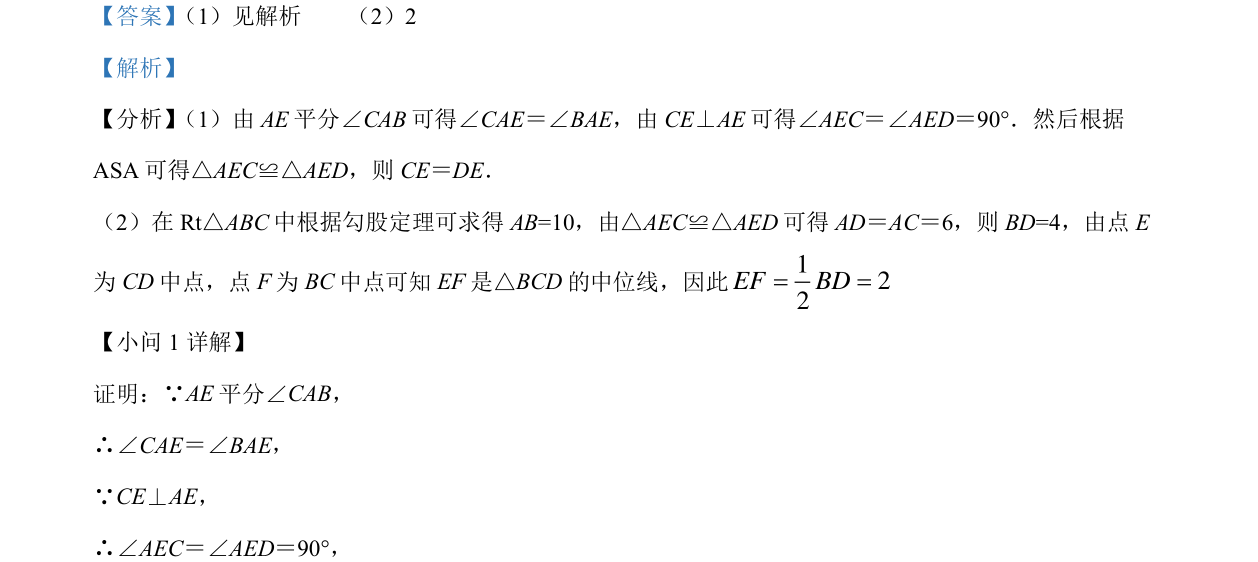 【答案】（1）见解析　　（2）2
【解析】
【分析】（1）由 AE 平分∠CAB 可得∠CAE＝∠BAE，由 CE⊥AE 可得∠AEC＝∠AED＝90°．然后根据
ASA 可得△AEC≌△AED，则 CE＝DE．
（2）在 Rt△ABC 中根据勾股定理可求得 AB=10，由△AEC≌△AED 可得 AD＝AC＝6，则 BD=4，由点 E
为 CD 中点，点 F 为 BC 中点可知 EF 是△BCD 的中位线，因此 EF = 1/2 BD = 2
【小问 1 详解】
证明：∵AE 平分∠CAB，
∴∠CAE＝∠BAE，
∵CE⊥AE，
∴∠AEC＝∠AED＝90°，